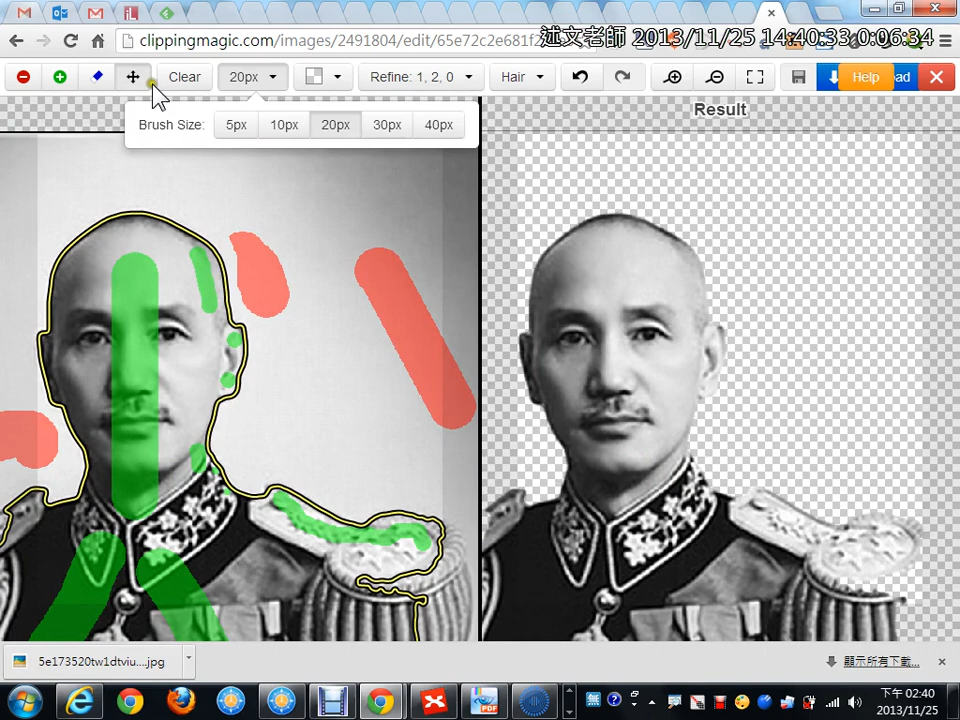 clippingmagic.com/images/2491804/edit/65e72c2e681f2
述文老師 2013/11/25 14:40:33 0:06:34
Clear
20px
Refine: 1, 2, 0
Hair
Help
ad
Brush Size:
5px
10px
20px
30px
40px
Result
5e173520tw1dtviu....jpg
顯示所有下載...
下午 02:40
2013/11/25